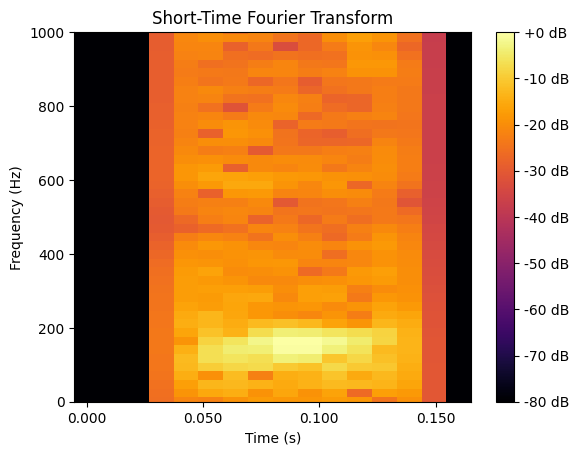 Short-Time Fourier Transform
1000
800
600
400
200
0
Frequency (Hz)
0.000
0.050
0.100
0.150
Time (s)
+0 dB
-10 dB
-20 dB
-30 dB
-40 dB
-50 dB
-60 dB
-70 dB
-80 dB